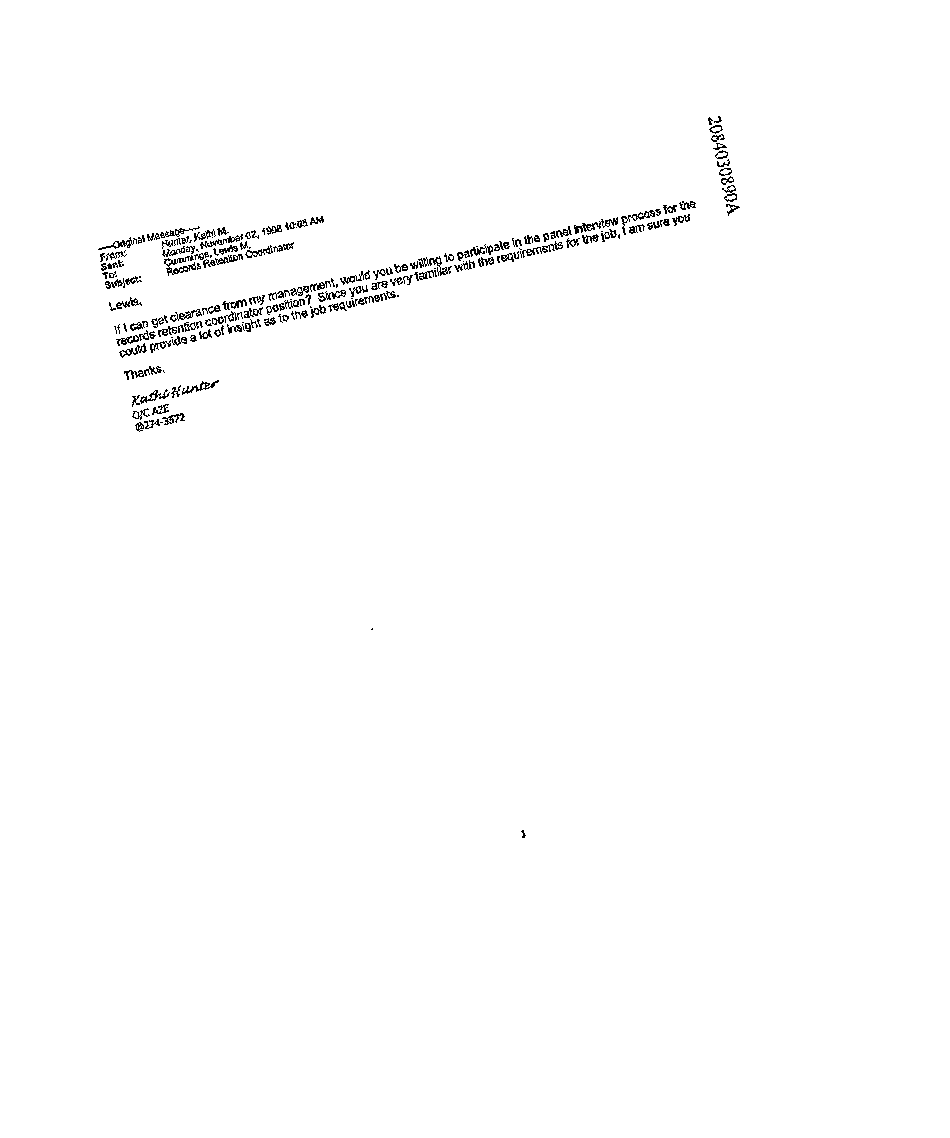 2084030890A
-----Original Message-----
From: Hunter, Kathi M.
Sent: Monday, November 02, 1998 10:05 AM
To: Cummings, Lewis M.
Subject: Records Retention Coordinator
Lewis,
If I can get clearance from my management, would you be willing to participate in the panel interview process for the
records retention coordinator position? Since you are very familiar with the requirements for the job, I am sure you
could provide a lot of insight as to the job requirements.
Thanks,
Kathi Hunter
O/C A2E
@274-3572
1